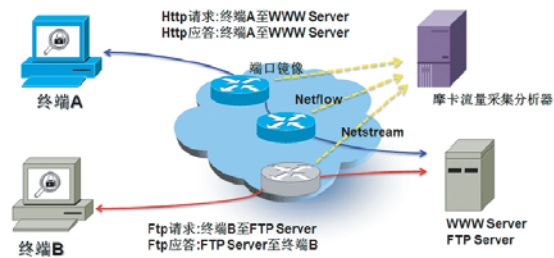 Http请求:终端A至WWW Server
Http应答:终端A至WWW Server
端口镜像
终端A
Netflow
摩卡流量采集分析器
Netstream
WWW Server
FTP Server
Ftp请求:终端B至FTP Server
Ftp应答:FTP Server至终端B
终端B